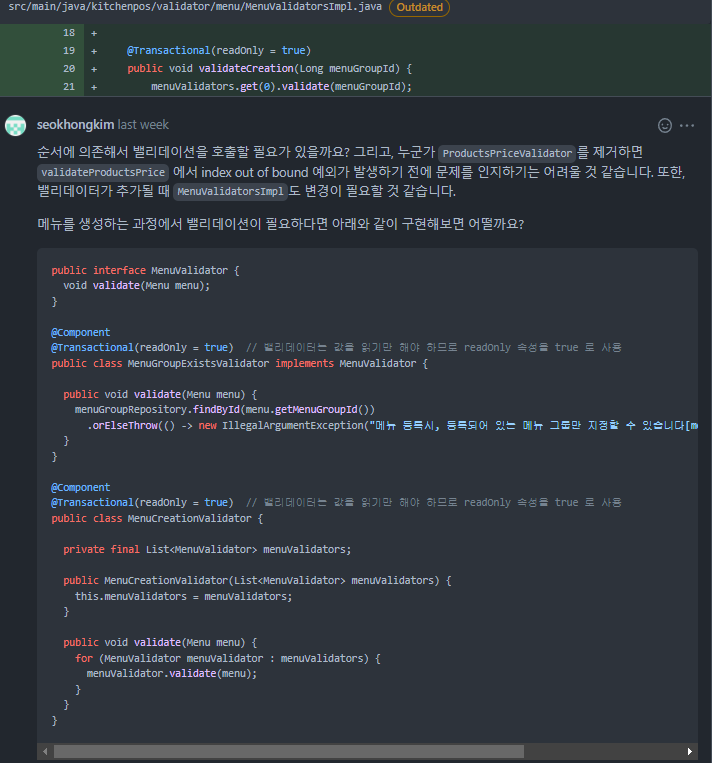 src/main/java/kitchenpos/validator/menu/MenuValidatorsImpl.java Outdated
18 +
19 + @Transactional(readOnly = true)
20 + public void validateCreation(Long menuGroupId) {
21 + menuValidators.get(0).validate(menuGroupId);
seokhongkim last week
순서에 의존해서 밸리데이션을 호출할 필요가 있을까요? 그리고, 누군가 ProductsPriceValidator 를 제거하면
validateProductsPrice 에서 index out of bound 예외가 발생하기 전에 문제를 인지하기는 어려울 것 같습니다. 또한,
밸리데이터가 추가될 때 MenuValidatorsImpl 도 변경이 필요할 것 같습니다.
메뉴를 생성하는 과정에서 밸리데이션이 필요하다면 아래와 같이 구현해보면 어떨까요?
public interface MenuValidator {
void validate(Menu menu);
}
@Component
@Transactional(readOnly = true) // 밸리데이터는 값을 읽기만 해야 하므로 readOnly 속성을 true 로 사용
public class MenuGroupExistsValidator implements MenuValidator {
public void validate(Menu menu) {
menuGroupRepository.findById(menu.getMenuGroupId())
.orElseThrow(() -> new IllegalArgumentException("메뉴 등록시, 등록되어 있는 메뉴 그룹만 지정할 수 있습니다[m
}
}
@Component
@Transactional(readOnly = true) // 밸리데이터는 값을 읽기만 해야 하므로 readOnly 속성을 true 로 사용
public class MenuCreationValidator {
private final List<MenuValidator> menuValidators;
public MenuCreationValidator(List<MenuValidator> menuValidators) {
this.menuValidators = menuValidators;
}
public void validate(Menu menu) {
for (MenuValidator menuValidator : menuValidators) {
menuValidator.validate(menu);
}
}
}